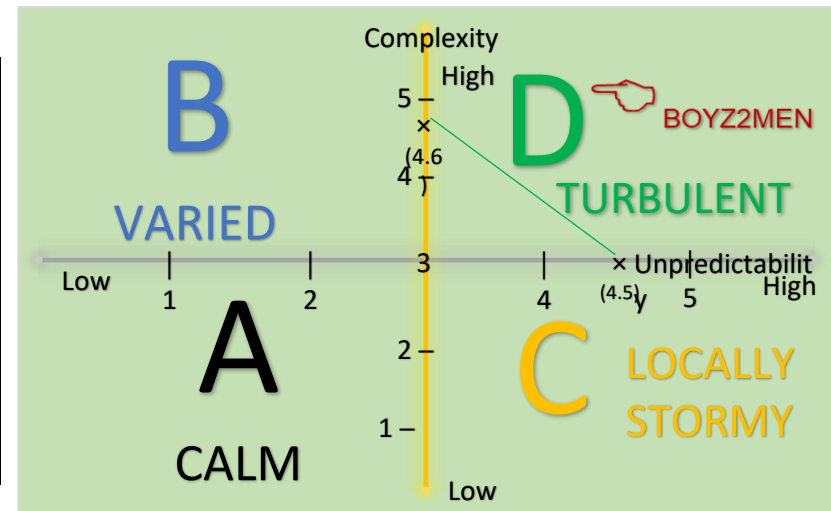 Complexity
High
B
D
BOYZ2MEN
5
×
(4.6
)
4
TURBULENT
VARIED
3
× Unpredictabilit
y
(4.5)
Low
High
1
2
4
5
A
C
2
LOCALLY
STORMY
1
CALM
Low